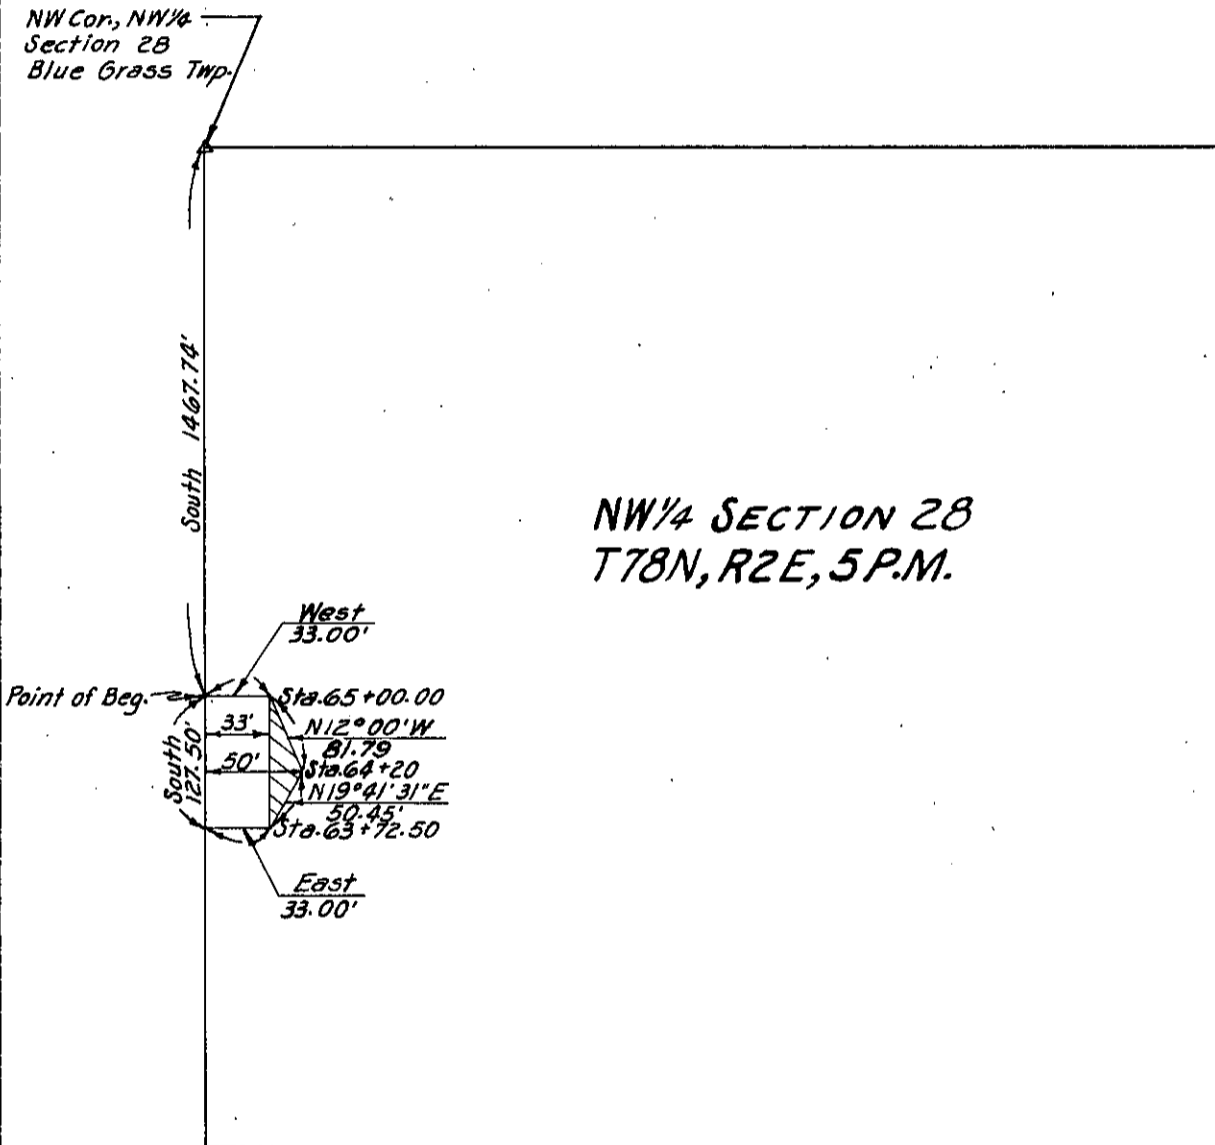 NW Cor., NW¼
Section 28
Blue Grass Twp.
South 1467.74'
NW¼ SECTION 28
T78N, R2E, 5 P.M.
West
33.00'
Point of Beg.
Sta. 65+00.00
33'
N12°00'W
81.79
50'
Sta. 64+20
South
127.50'
N19°41'31"E
50.45'
Sta. 63+72.50
East
33.00'